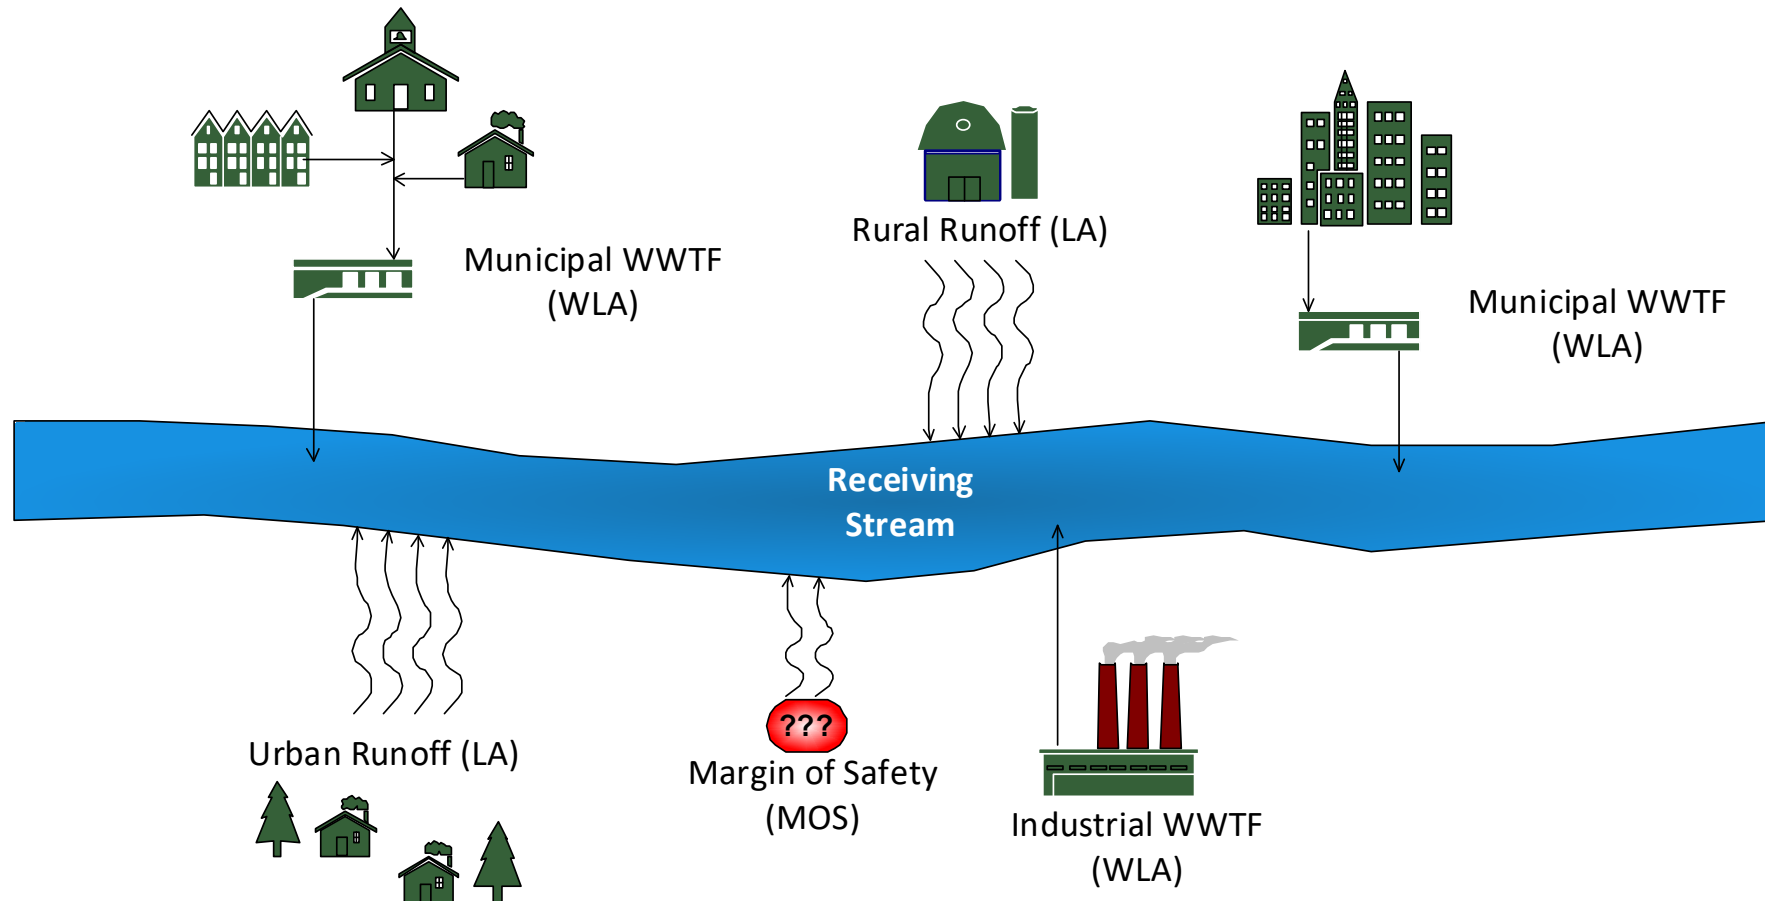 Rural Runoff (LA)
Municipal WWTF
(WLA)
Municipal WWTF
(WLA)
Receiving
Stream
???
Urban Runoff (LA)
Margin of Safety
(MOS)
Industrial WWTF
(WLA)